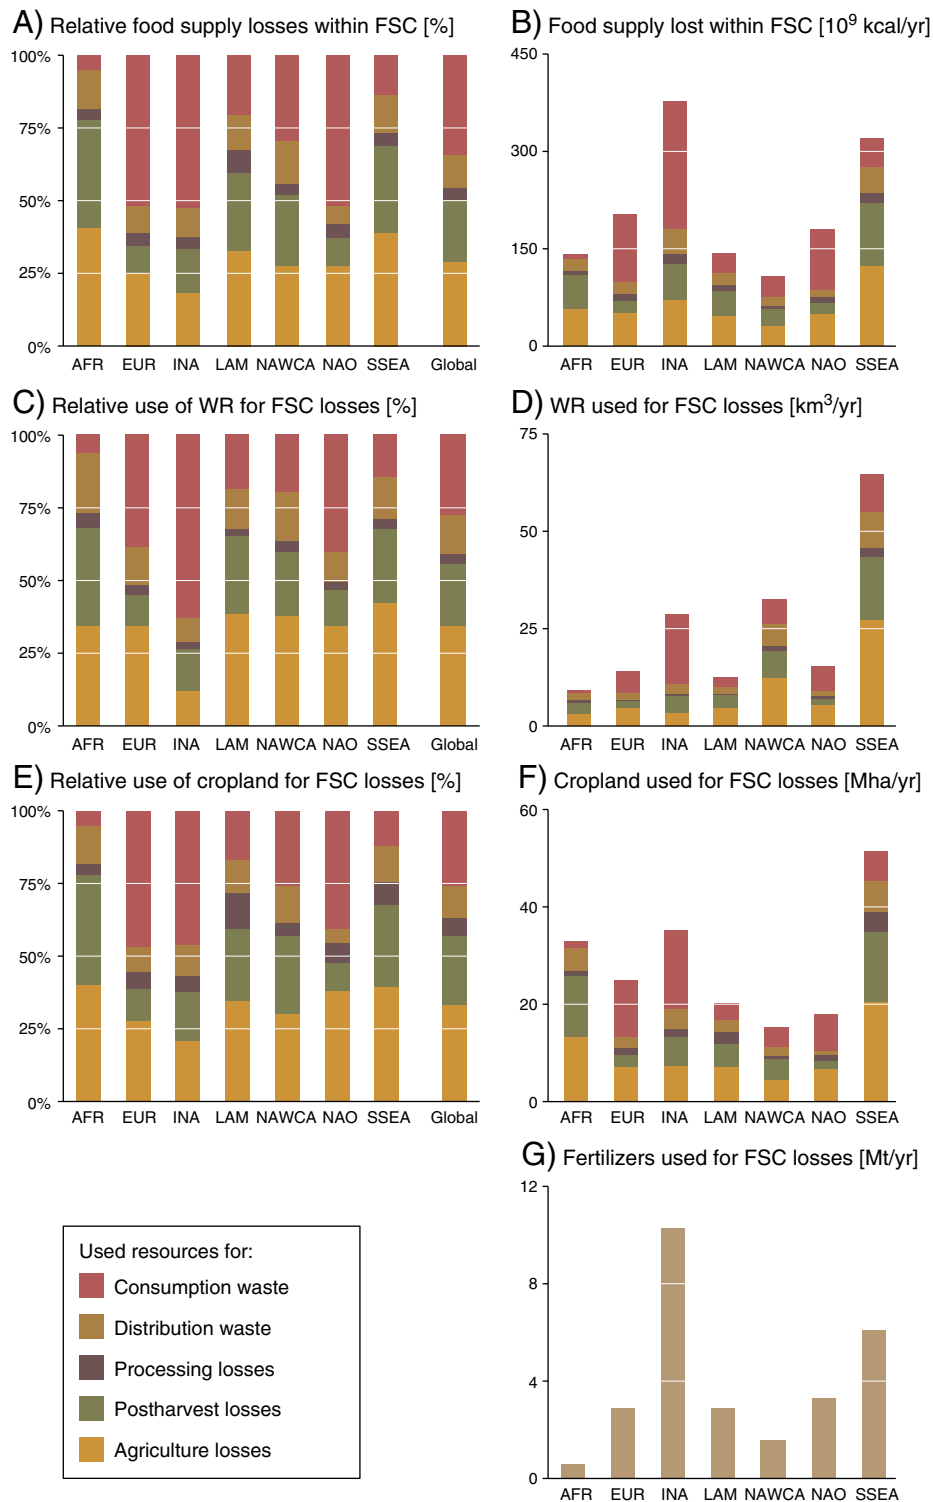 A) Relative food supply losses within FSC [%]
100%
75%
50%
25%
0%
AFR EUR INA LAM NAWCA NAO SSEA Global
B) Food supply lost within FSC [10⁹ kcal/yr]
450
300
150
0
AFR EUR INA LAM NAWCA NAO SSEA
C) Relative use of WR for FSC losses [%]
100%
75%
50%
25%
0%
AFR EUR INA LAM NAWCA NAO SSEA Global
D) WR used for FSC losses [km³/yr]
75
50
25
0
AFR EUR INA LAM NAWCA NAO SSEA
E) Relative use of cropland for FSC losses [%]
100%
75%
50%
25%
0%
AFR EUR INA LAM NAWCA NAO SSEA Global
F) Cropland used for FSC losses [Mha/yr]
60
40
20
0
AFR EUR INA LAM NAWCA NAO SSEA
G) Fertilizers used for FSC losses [Mt/yr]
12
8
4
0
AFR EUR INA LAM NAWCA NAO SSEA
Used resources for:
Consumption waste
Distribution waste
Processing losses
Postharvest losses
Agriculture losses